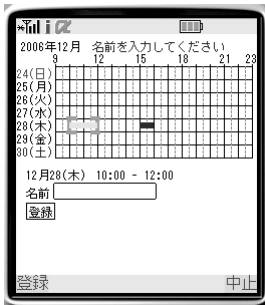 2006年12月 名前を入力してください
9 12 15 18 21 23
24(日)
25(月)
26(火)
27(水)
28(木)
29(金)
30(土)
12月28(木) 10:00 - 12:00
名前
登録
登録 中止